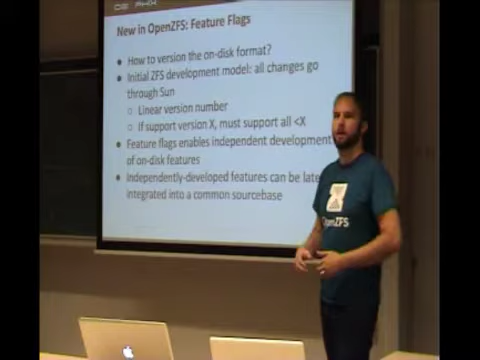 New in OpenZFS: Feature Flags
How to version the on-disk format?
Initial ZFS development model: all changes go
through Sun
Linear version number
If support version X, must support all <X
Feature flags enables independent development
of on-disk features
Independently-developed features can be late
integrated into a common sourcebase
OpenZFS